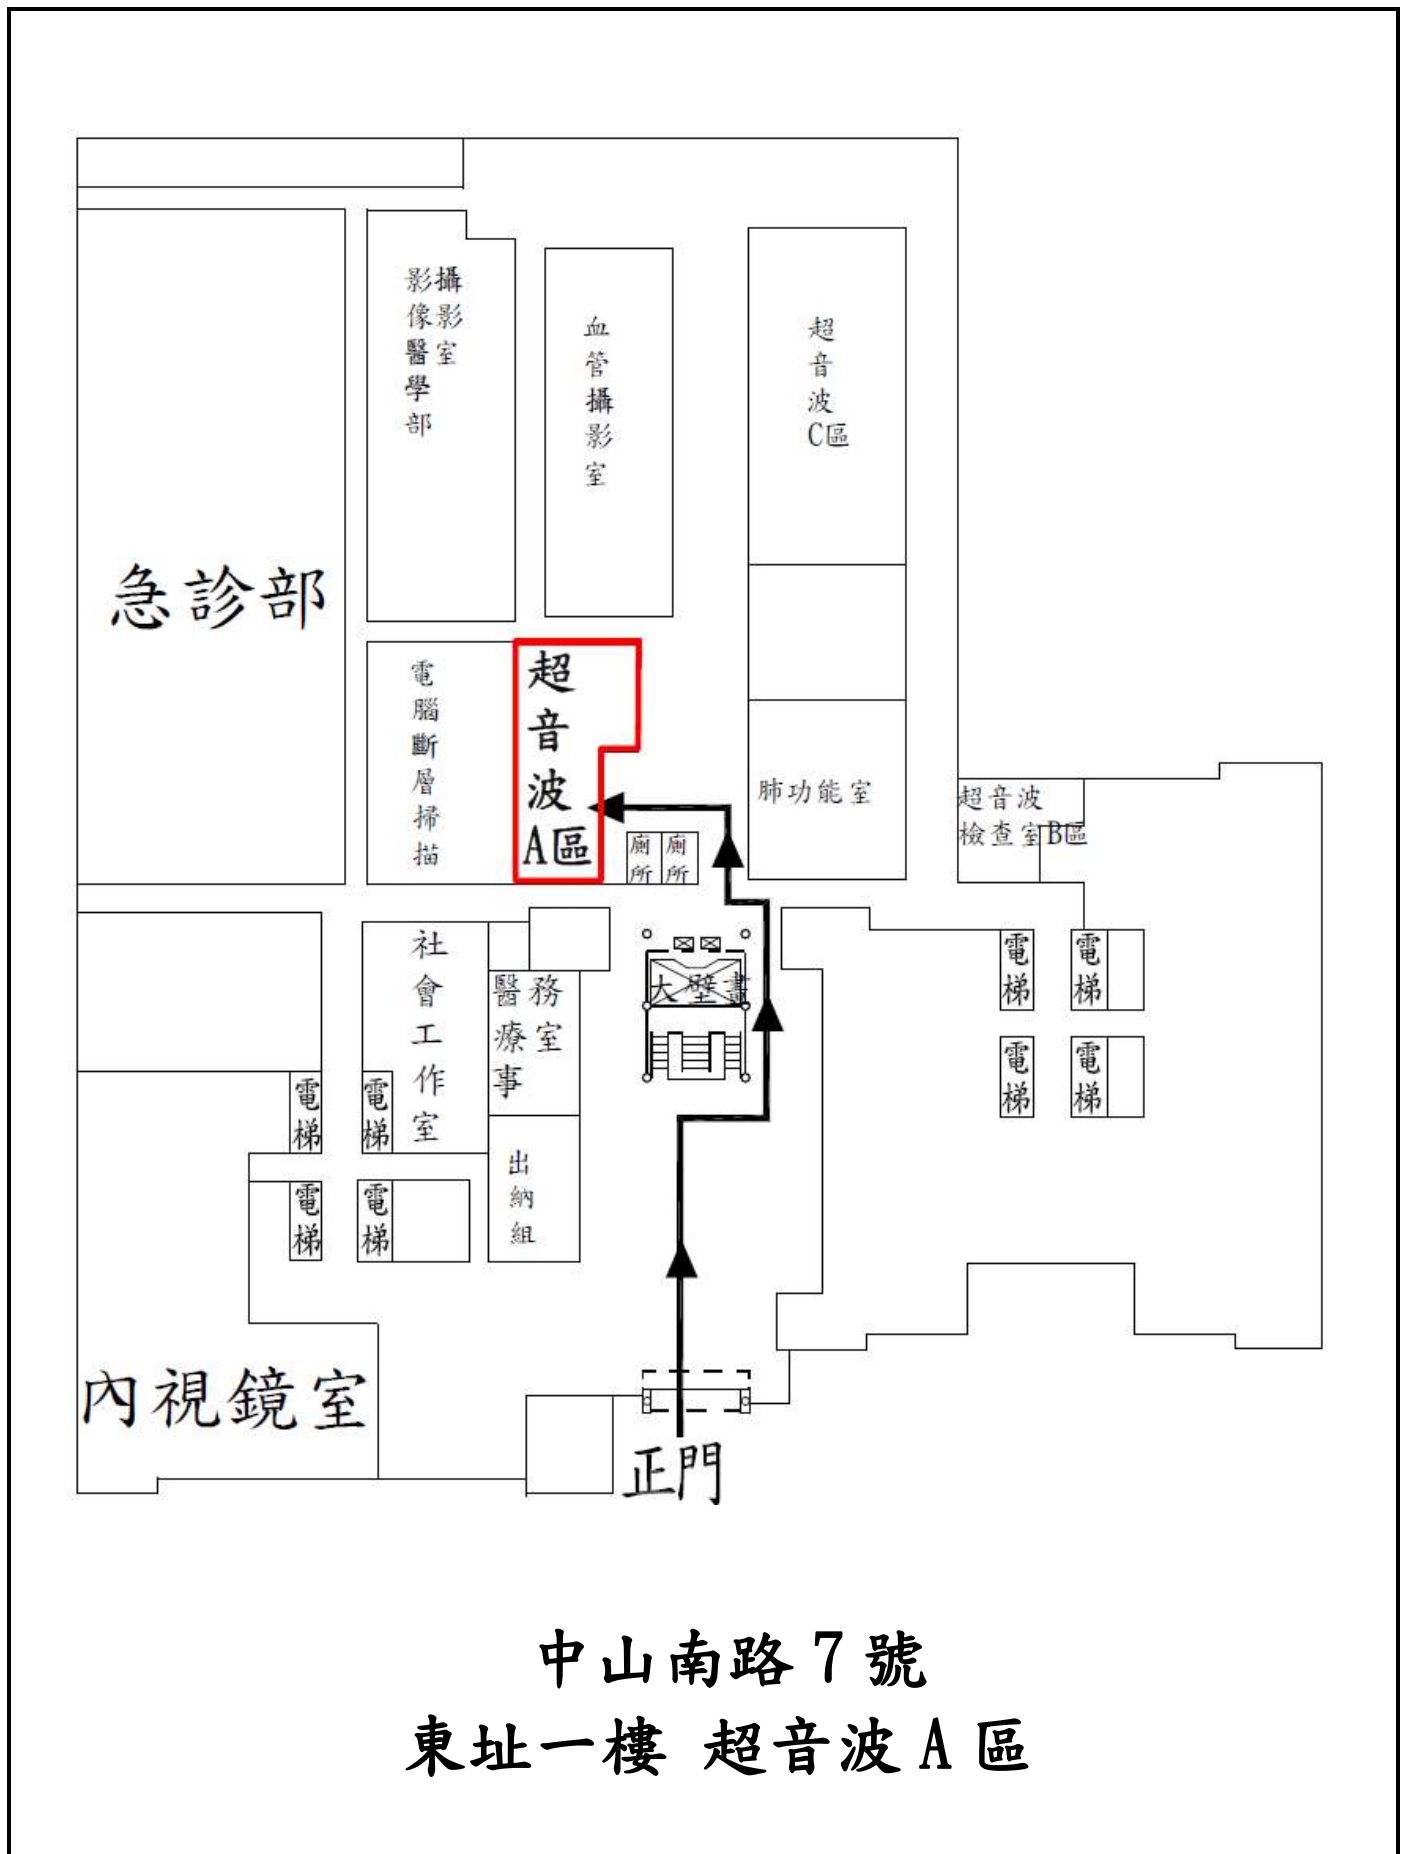 影像醫學部
攝影室
血管攝影室
超音波C區
急診部
電腦斷層掃描
超音波A區
廁所
廁所
肺功能室
超音波
檢查室B區
社會工作室
醫療事
務室
大壁畫
電梯
電梯
電梯
電梯
電梯
電梯
電梯
電梯
出納組
內視鏡室
正門
中山南路7號
東址一樓 超音波A區